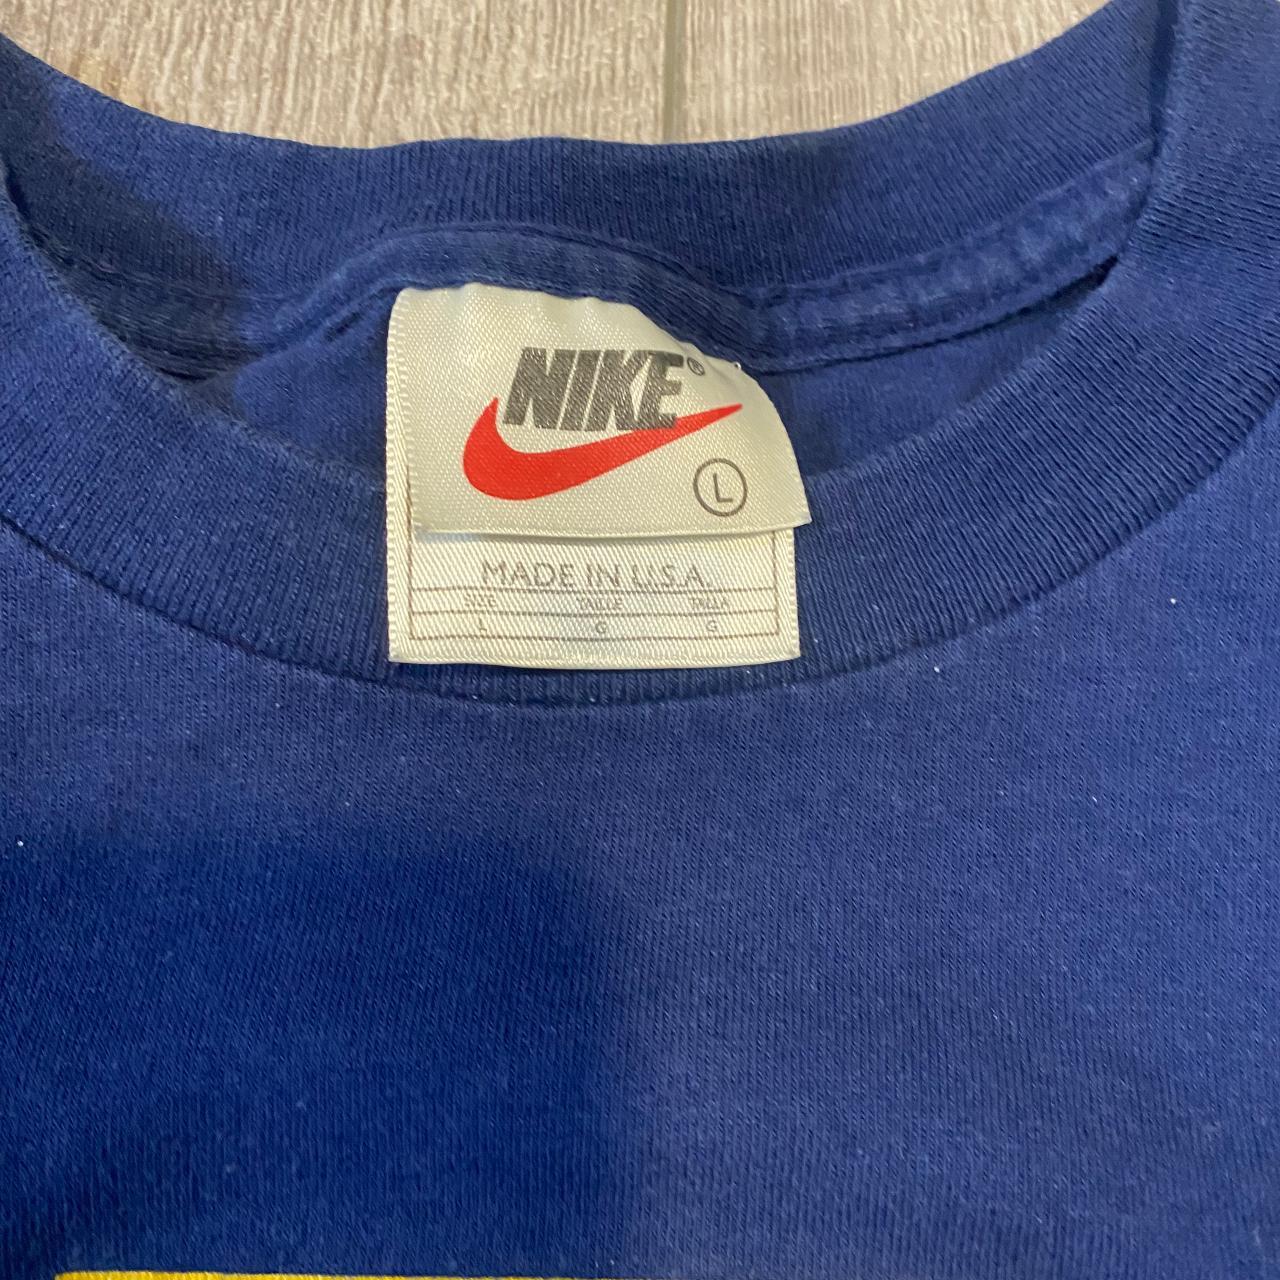 NIKE®
L
MADE IN U.S.A.
SIZE TAILLE TALLA
L G G